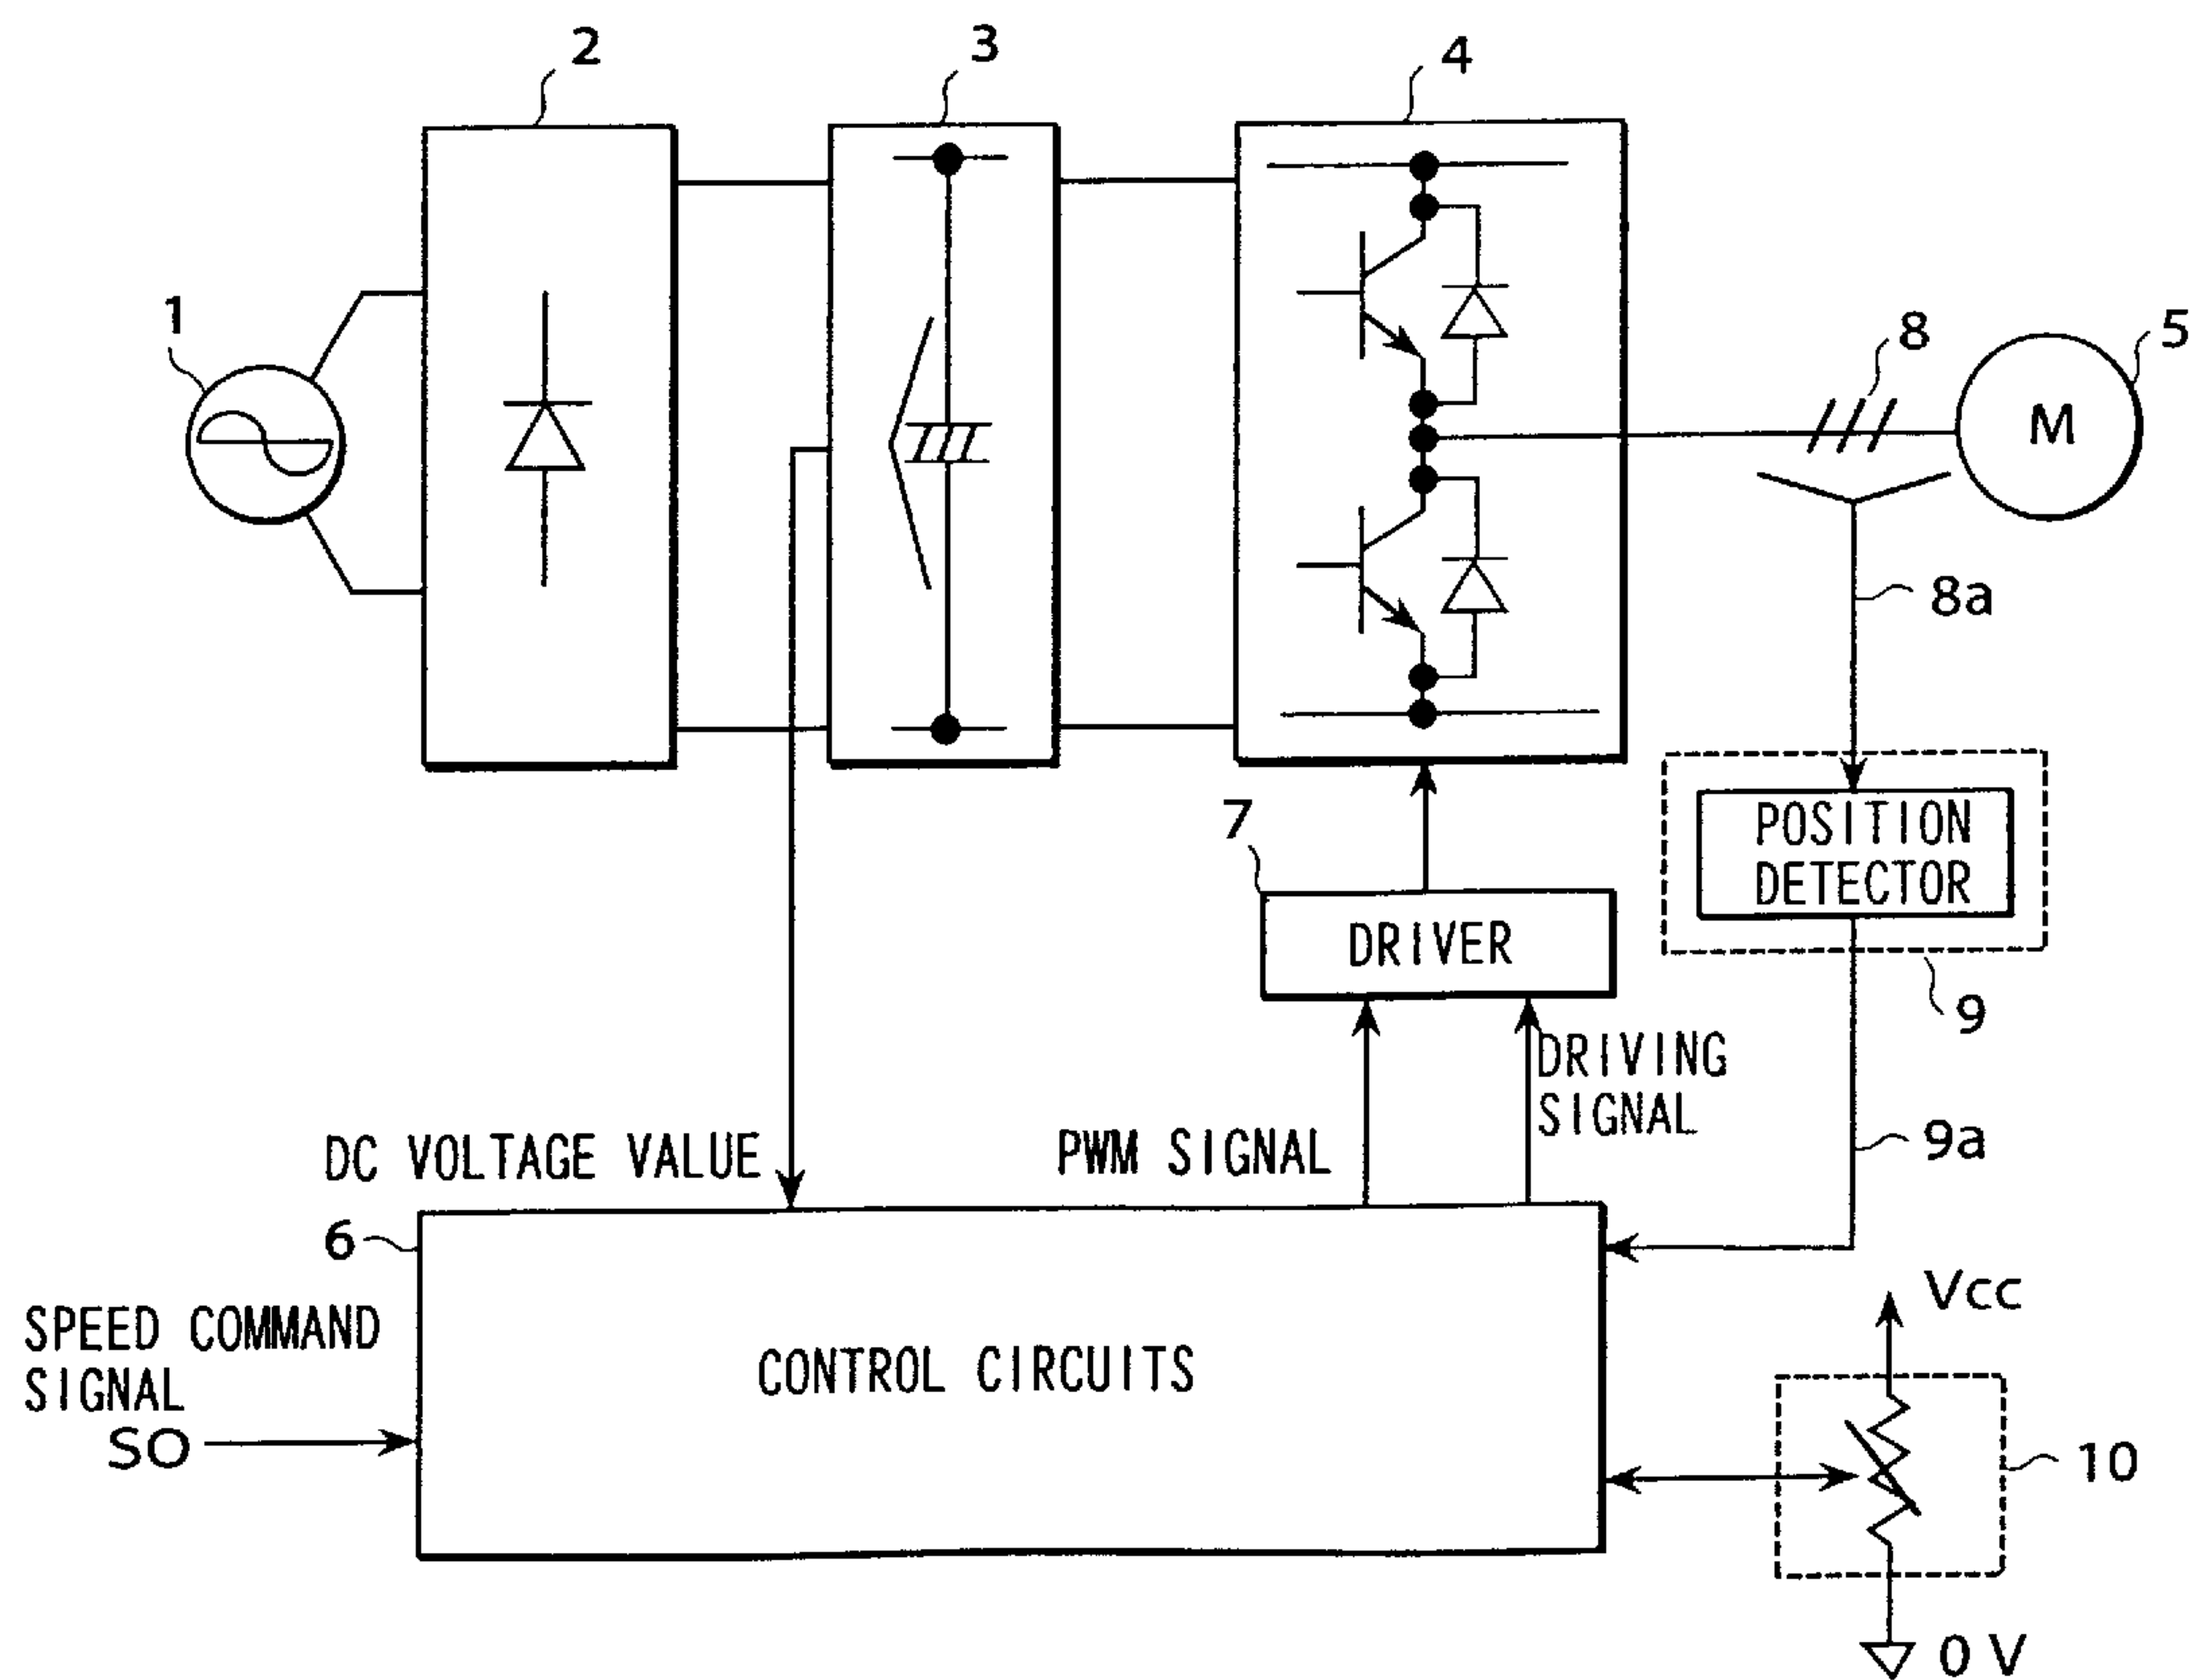 2
3
4
1
8
5
M
8a
POSITION
DETECTOR
7
DRIVER
9
DRIVING
SIGNAL
DC VOLTAGE VALUE
PWM SIGNAL
9a
6
Vcc
SPEED COMMAND
SIGNAL
SO
CONTROL CIRCUITS
10
0 V